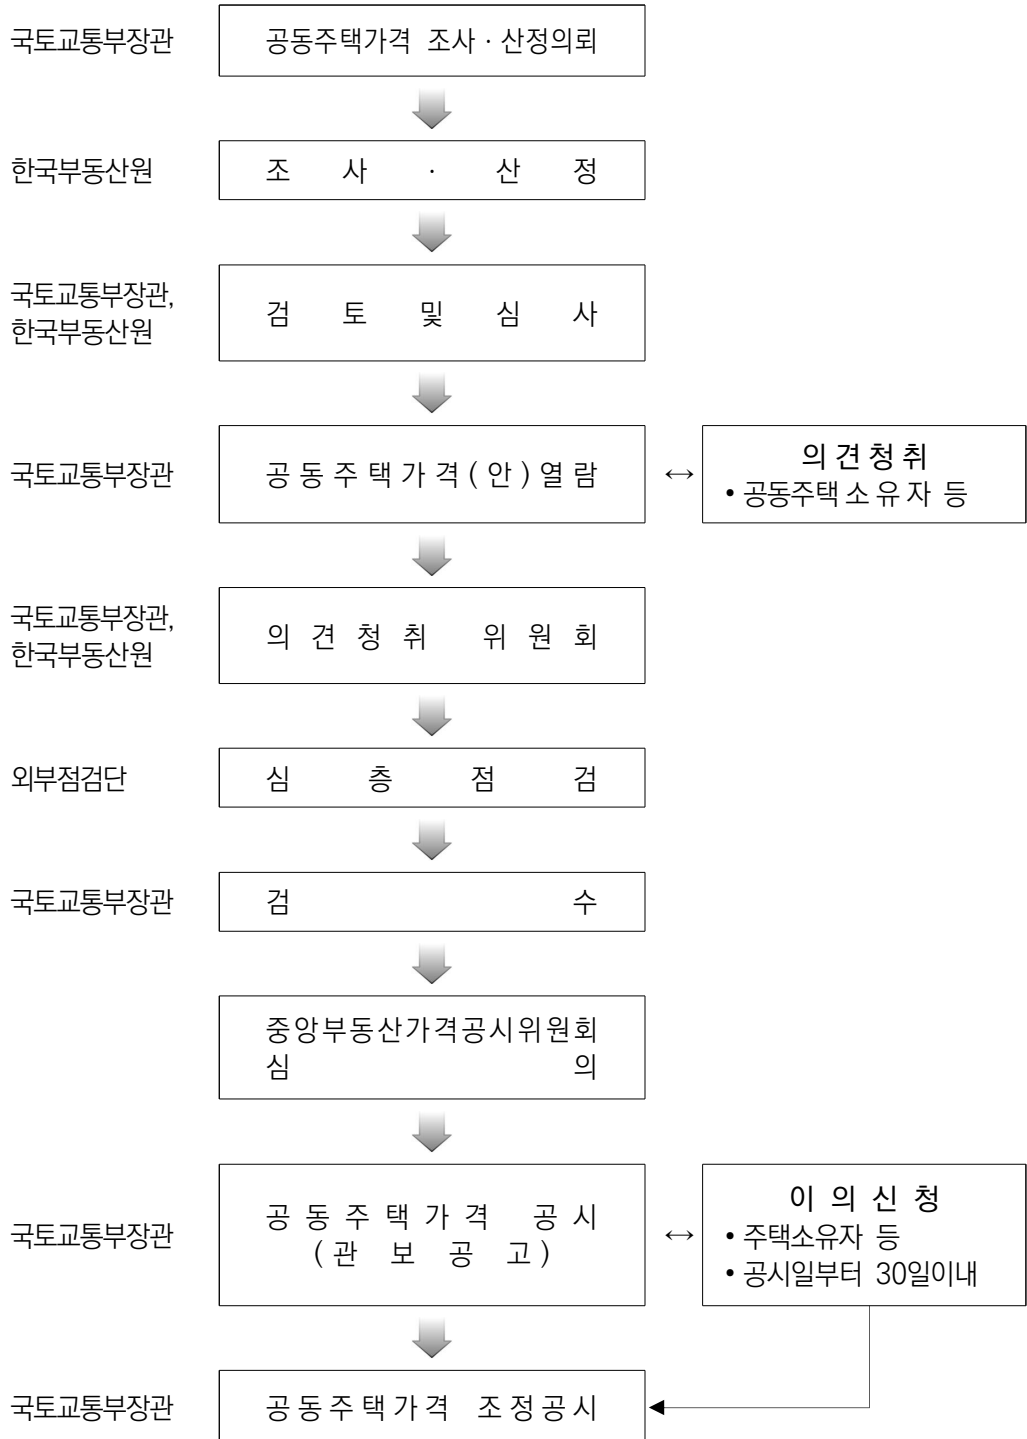 국토교통부장관
공동주택가격 조사 · 산정의뢰
한국부동산원
조 사 · 산 정
국토교통부장관,
한국부동산원
검 토 및 심 사
국토교통부장관
공동주택가격(안)열람
↔
의견청취
• 공동주택소유자 등
국토교통부장관,
한국부동산원
의견청취 위원회
외부점검단
심 층 점 검
국토교통부장관
검 수
중앙부동산가격공시위원회
심 의
국토교통부장관
공동주택가격 공시
(관 보 공 고)
↔
이 의 신 청
• 주택소유자 등
• 공시일부터 30일이내
국토교통부장관
공동주택가격 조정공시